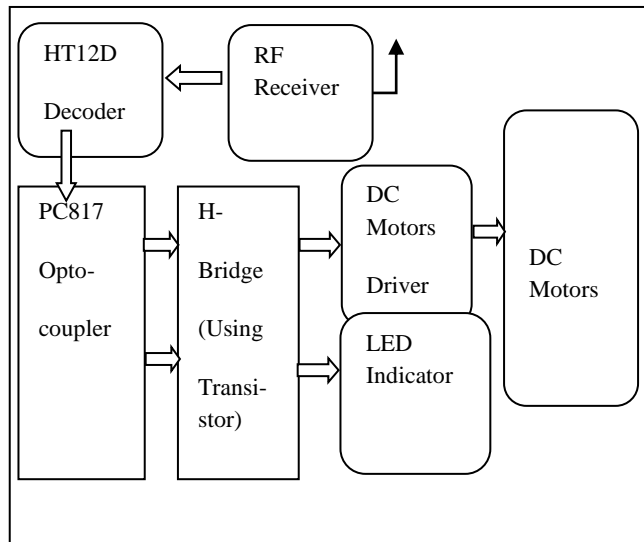 HT12D
Decoder
RF
Receiver
PC817
Opto-
coupler
H-
Bridge
(Using
Transi-
stor)
DC
Motors
Driver
LED
Indicator
DC
Motors